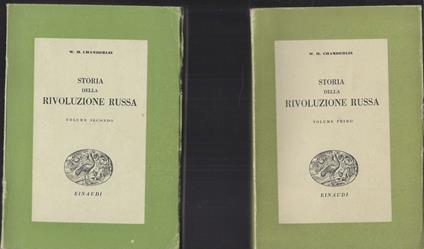 W. H. CHAMBERLIN
STORIA
DELLA
RIVOLUZIONE RUSSA
VOLUME SECONDO
EINAUDI
W. H. CHAMBERLIN
STORIA
DELLA
RIVOLUZIONE RUSSA
VOLUME PRIMO
EINAUDI